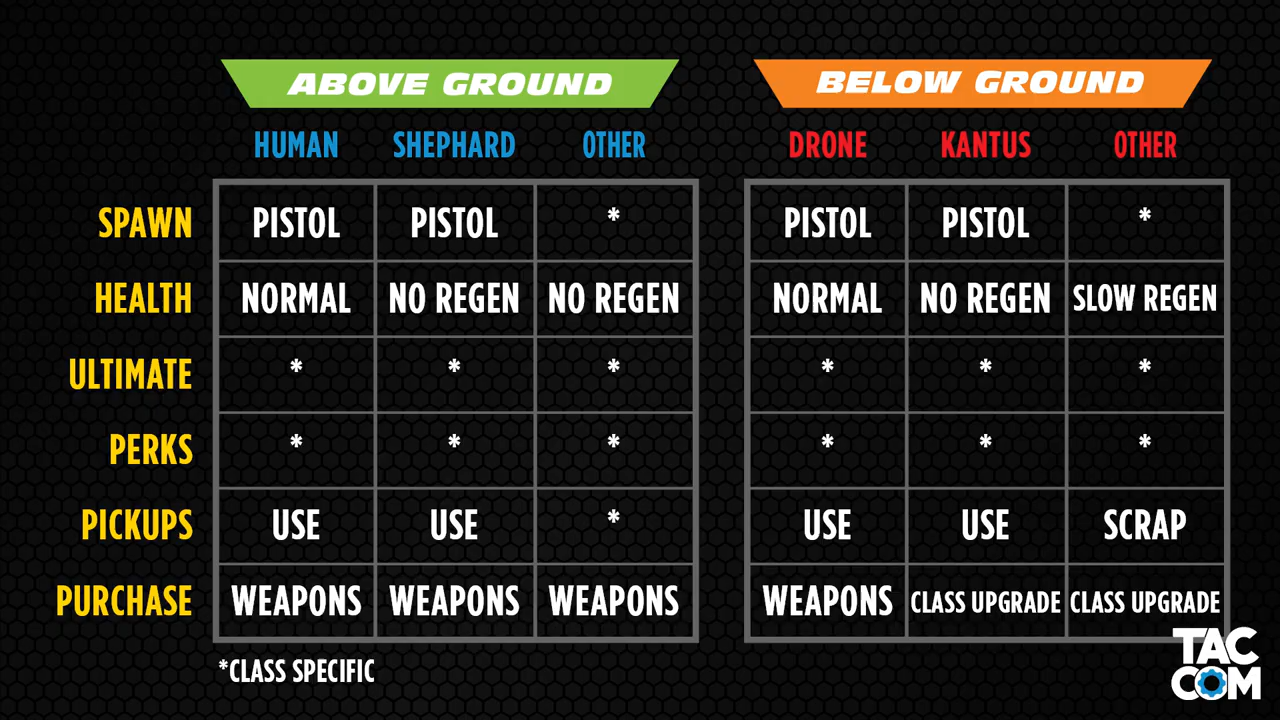 ABOVE GROUND BELOW GROUND
HUMAN SHEPHARD OTHER DRONE KANTUS OTHER
SPAWN PISTOL PISTOL * PISTOL PISTOL *
HEALTH NORMAL NO REGEN NO REGEN NORMAL NO REGEN SLOW REGEN
ULTIMATE * * * * * *
PERKS * * * * * *
PICKUPS USE USE * USE USE SCRAP
PURCHASE WEAPONS WEAPONS WEAPONS WEAPONS CLASS UPGRADE CLASS UPGRADE
*CLASS SPECIFIC
TAC
COM